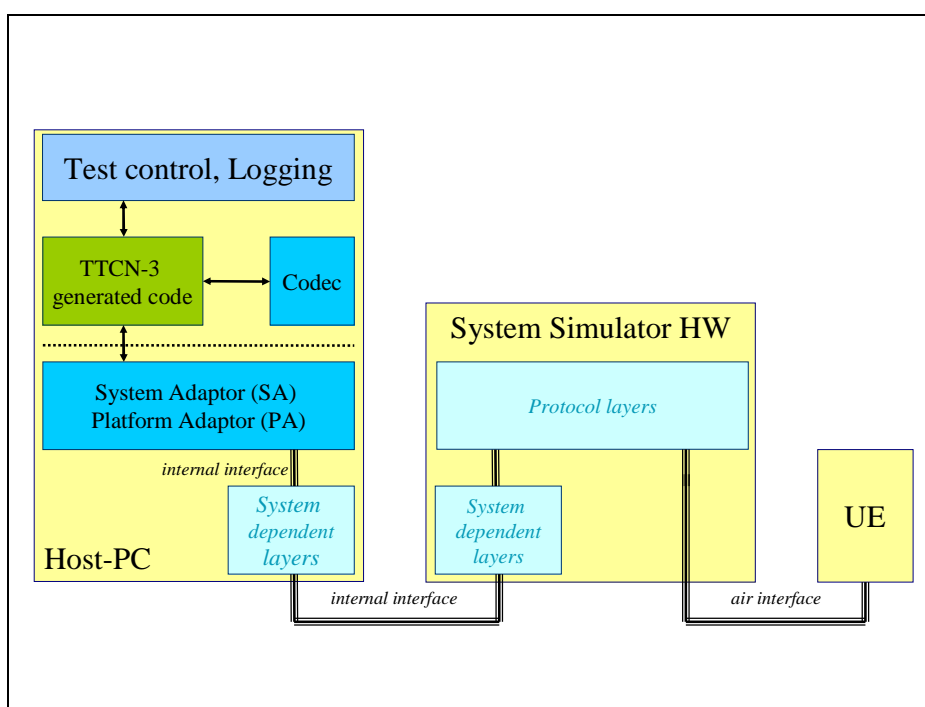 Test control, Logging
TTCN-3
generated code
Codec
System Adaptor (SA)
Platform Adaptor (PA)
internal interface
System
dependent
layers
Host-PC
internal interface
System Simulator HW
Protocol layers
System
dependent
layers
air interface
UE